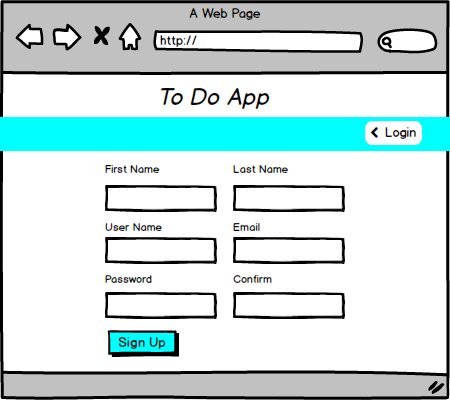 A Web Page
http://
To Do App
Login
First Name Last Name
User Name Email
Password Confirm
Sign Up